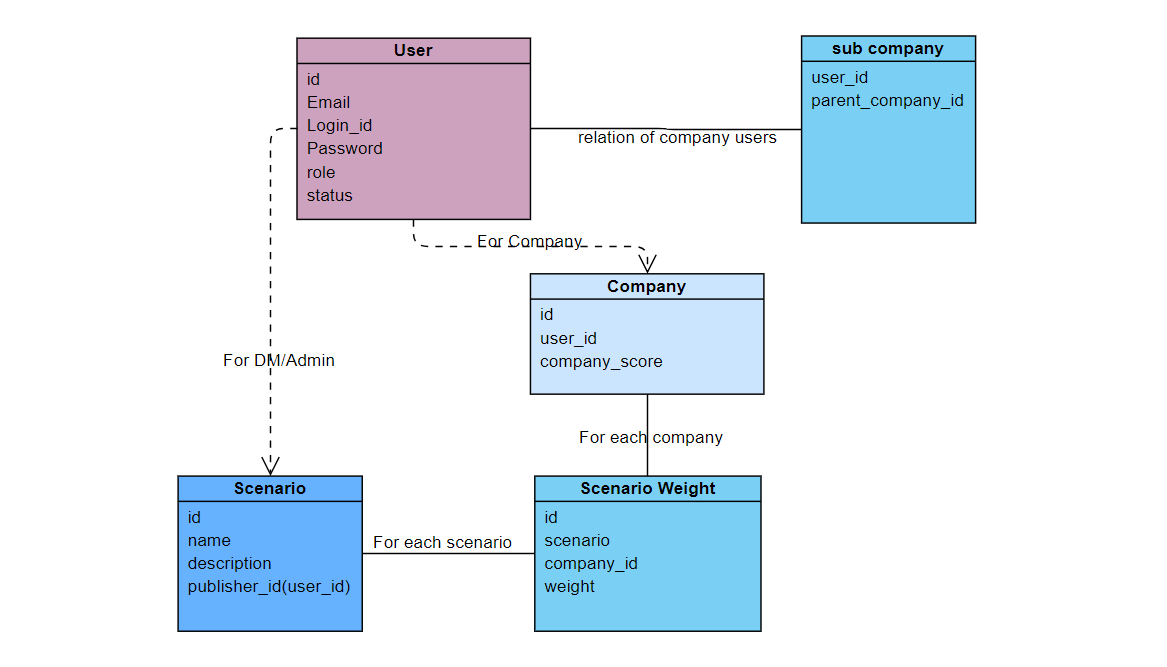 User
id
Email
Login_id
Password
role
status
sub company
user_id
parent_company_id
relation of company users
For Company
Company
id
user_id
company_score
For DM/Admin
For each company
Scenario
id
name
description
publisher_id(user_id)
For each scenario
Scenario Weight
id
scenario
company_id
weight